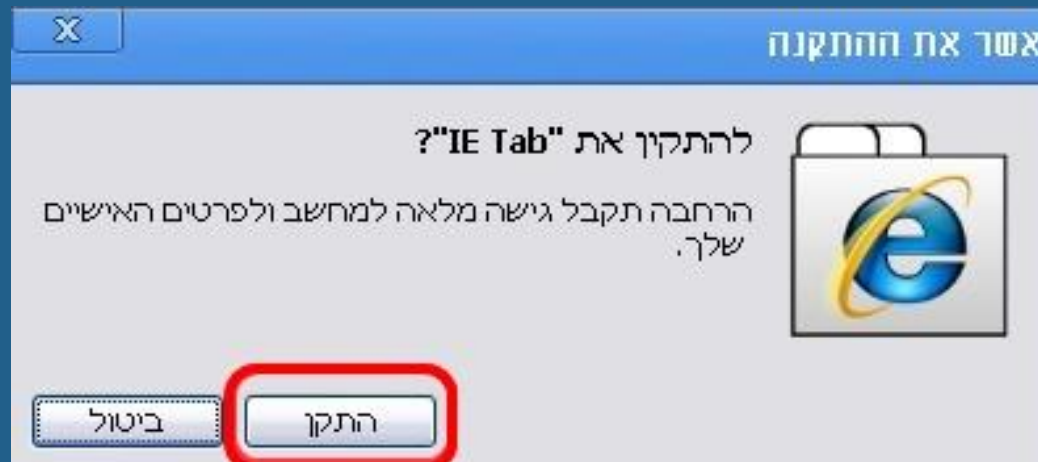 אשר את ההתקנה
להתקין את "IE Tab"?
הרחבה תקבל גישה מלאה למחשב ולפרטים האישיים
שלך.
התקן
ביטול